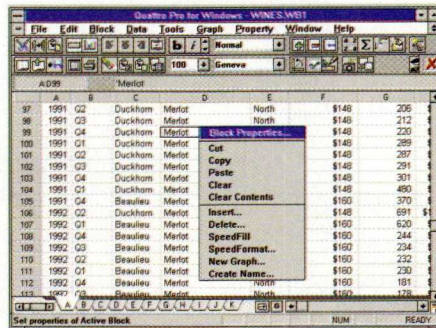 Quattro Pro for Windows - WINES.WB1
File Edit Block Data Tools Graph Property Window Help
b i Normal
100 Geneva
A:D99 'Merlot
A B C D E F G
97 1991 Q2 Duckhorn Merlot North $148 206
98 1991 Q3 Duckhorn Merlot North $148 212
99 1991 Q4 Duckhorn Merlot $148 220
100 1991 Q1 Duckhorn Merlot $148 289
101 1991 Q2 Duckhorn Merlot $148 287
102 1991 Q3 Duckhorn Merlot $148 291
103 1991 Q4 Duckhorn Merlot $148 301
104 1991 Q1 Duckhorn Merlot $148 480
105 1991 Q4 Beaulieu Merlot $160 370
106 1992 Q2 Duckhorn Merlot $148 691 $1
107 1992 Q1 Beaulieu Merlot $160 620
108 1992 Q4 Beaulieu Merlot $160 244
109 1992 Q3 Beaulieu Merlot $160 234
110 1992 Q2 Beaulieu Merlot $160 232
111 1992 Q1 Beaulieu Merlot $160 230
112 1992 Q4 Beaulieu Merlot North $160 181
Beaulieu Merlot North $160 178
Block Properties...
Cut
Copy
Paste
Clear
Clear Contents
Insert...
Delete...
SpeedFill
SpeedFormat...
New Graph...
Create Name...
A B C D E F G H I J K
Set properties of Active Block NUM READY